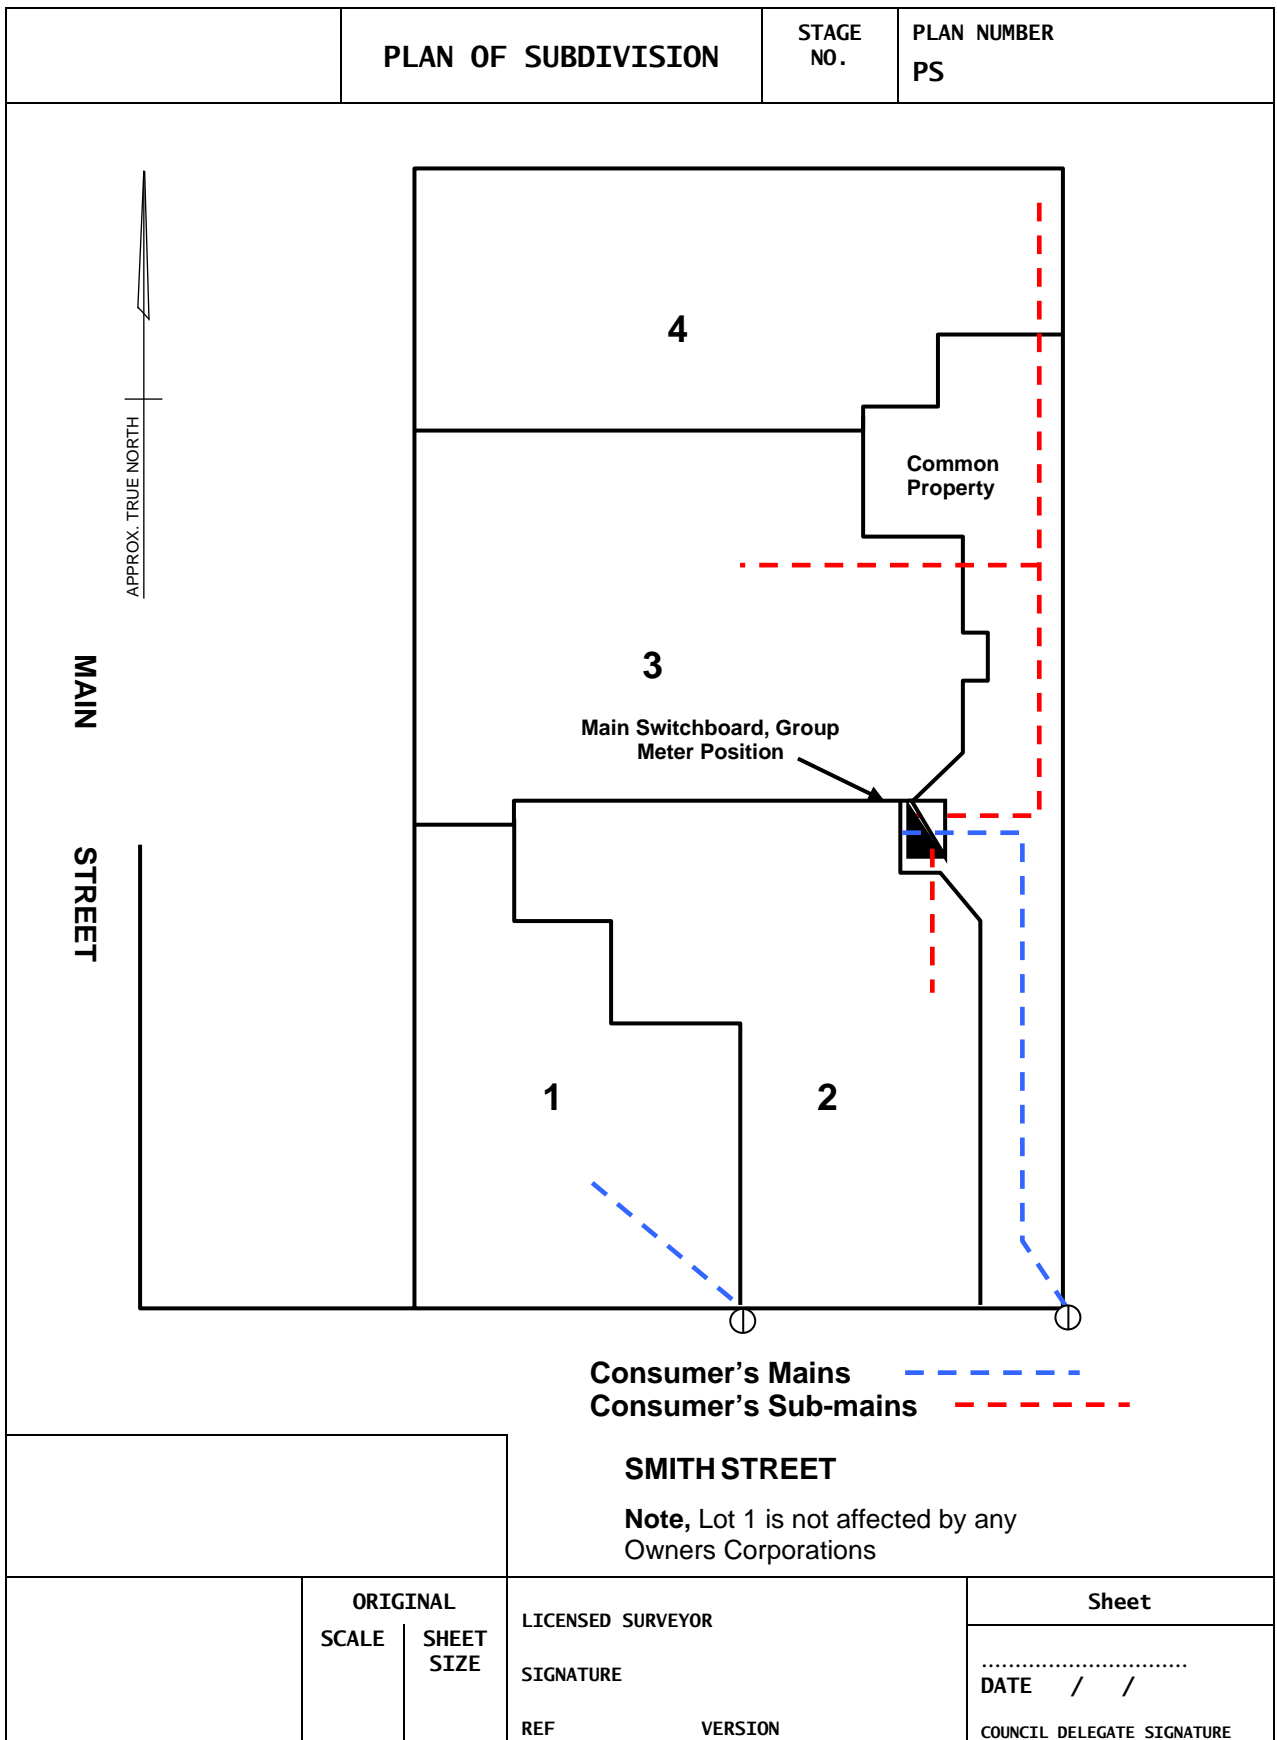 PLAN OF SUBDIVISION
STAGE
NO.
PLAN NUMBER
PS
APPROX. TRUE NORTH
4
Common
Property
MAIN
STREET
3
Main Switchboard, Group
Meter Position
1
2
Consumer's Mains
Consumer's Sub-mains
SMITH STREET
Note, Lot 1 is not affected by any
Owners Corporations
ORIGINAL
SCALE
SHEET
SIZE
LICENSED SURVEYOR
SIGNATURE
REF
VERSION
Sheet
..............................
DATE / /
COUNCIL DELEGATE SIGNATURE